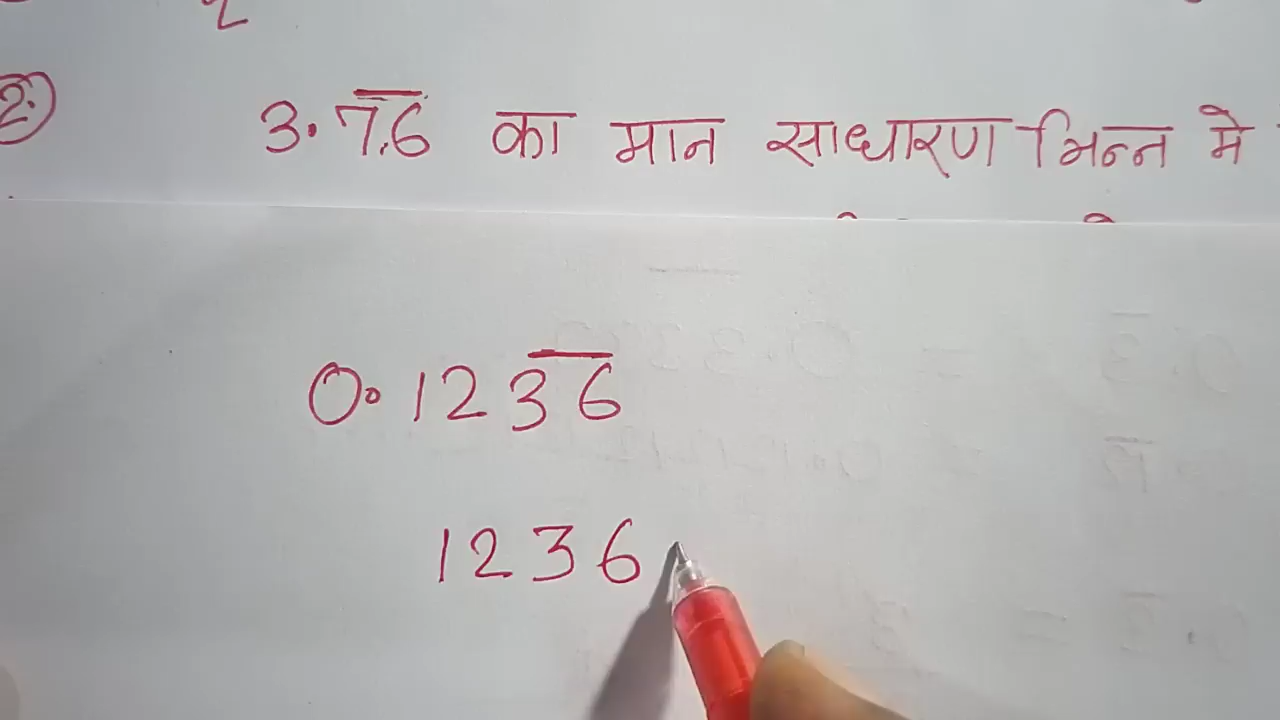 2. 3.7̅6̅ का मान साधारण भिन्न मे
0.123̅6̅
1236